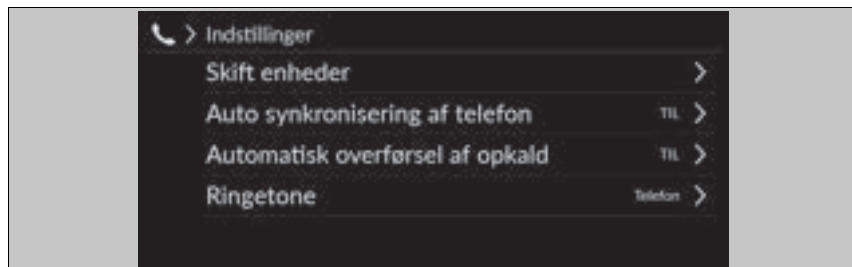 Indstillinger
Skift enheder
Auto synkronisering af telefon TIL
Automatisk overførsel af opkald TIL
Ringetone Telefon